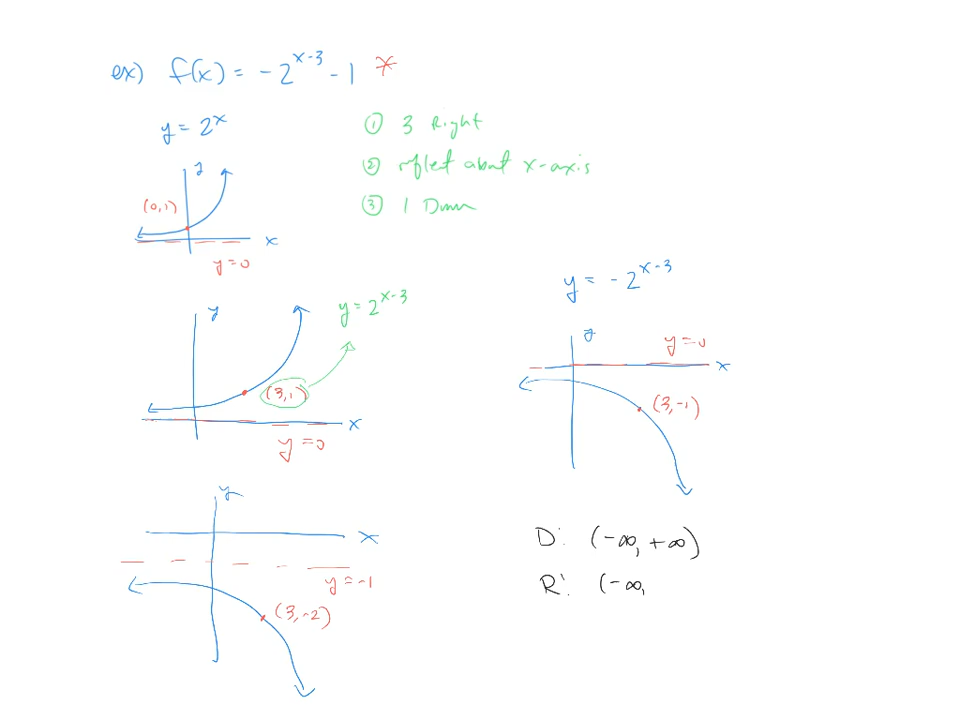 ex) f(x) = -2^{x-3} - 1 *
y = 2^x
① 3 Right
② reflect about x-axis
③ 1 Down
y
(0,1)
x
y=0
y = 2^{x-3}
y
(3,1)
x
y=0
y = -2^{x-3}
y
y=0
x
(3,-1)
y
x
y=-1
(3,-2)
D: (-∞, +∞)
R: (-∞,